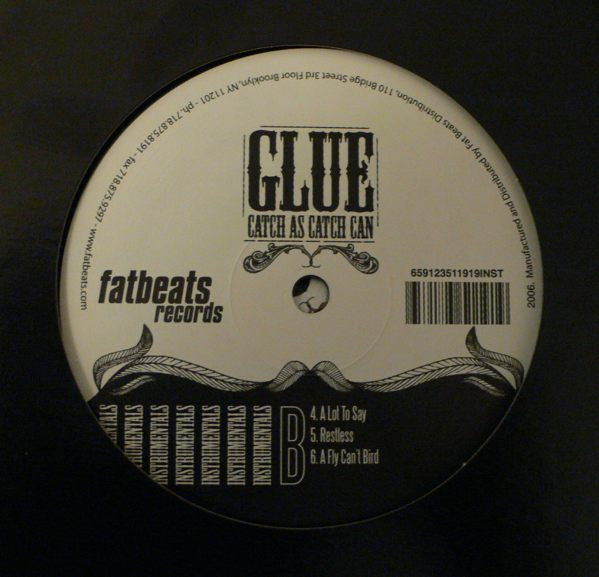 2006. Manufactured and Distributed by Fat Beats Distribution, 110 Bridge Street 3rd Floor Brooklyn, NY 11201 - ph. 718.875.8191 - fax 718.875.9297 - www.fatbeats.com
GLUE
CATCH AS CATCH CAN
fatbeats
records
659123511919INST
INSTRUMENTALS
INSTRUMENTALS
INSTRUMENTALS
INSTRUMENTALS
INSTRUMENTALS
INSTRUMENTALS
B
4. A Lot To Say
5. Restless
6. A Fly Can't Bird